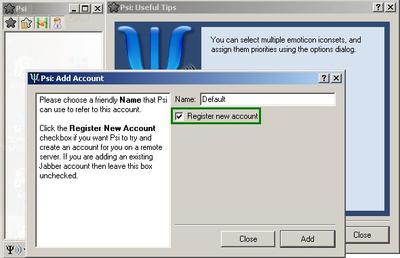 Psi
Psi: Useful Tips
You can select multiple emoticon iconsets, and
assign them priorities using the options dialog.
Psi: Add Account
Please choose a friendly Name that Psi
can use to refer to this account.
Click the Register New Account
checkbox if you want Psi to try and
create an account for you on a remote
server. If you are adding an existing
Jabber account then leave this box
unchecked.
Name: Default
Register new account
Close Add
Close